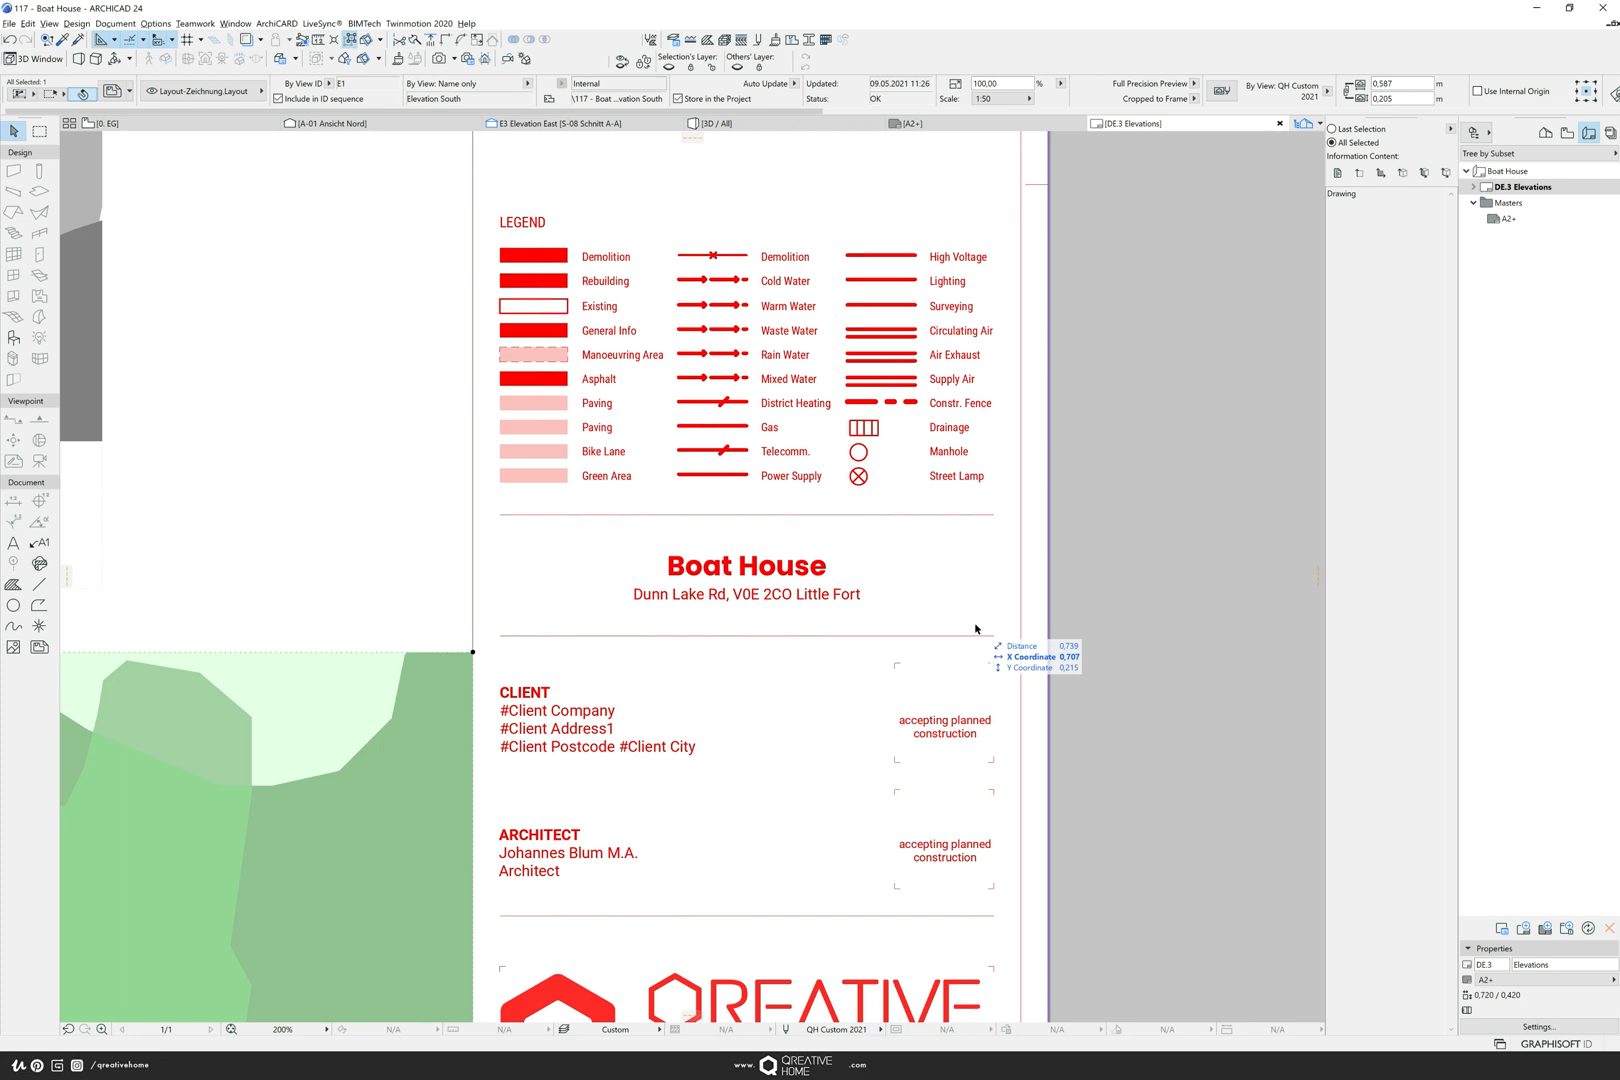 117 - Boat House - ARCHICAD 24
File Edit View Design Document Options Teamwork Window ArchiCARD LiveSync® BIMTech Twinmotion 2020 Help
3D Window
Selection's Layer:
Others' Layer:
All Selected: 1
Layout-Zeichnung.Layout
By View ID
E1
Include in ID sequence
By View: Name only
Elevation South
Internal
\117 - Boat ...vation South
Auto Update
Store in the Project
Updated:
09.05.2021 11:26
Status:
OK
100,00
%
Scale:
1:50
Full Precision Preview
Cropped to Frame
By View: QH Custom
2021
0,587
m
0,205
m
Use Internal Origin
[0. EG]
[A-01 Ansicht Nord]
E3 Elevation East [S-08 Schnitt A-A]
[3D / All]
[A2+]
[DE.3 Elevations]
Last Selection
All Selected
Information Content:
Drawing
Tree by Subset
Boat House
DE.3 Elevations
Masters
A2+
Design
Viewpoint
Document
A1
LEGEND
Demolition Demolition High Voltage
Rebuilding Cold Water Lighting
Existing Warm Water Surveying
General Info Waste Water Circulating Air
Manoeuvring Area Rain Water Air Exhaust
Asphalt Mixed Water Supply Air
Paving District Heating Constr. Fence
Paving Gas Drainage
Bike Lane Telecomm. Manhole
Green Area Power Supply Street Lamp
Boat House
Dunn Lake Rd, V0E 2CO Little Fort
Distance 0,739
X Coordinate 0,707
Y Coordinate 0,215
CLIENT
#Client Company
#Client Address1
#Client Postcode #Client City
accepting planned
construction
ARCHITECT
Johannes Blum M.A.
Architect
accepting planned
construction
QREATIVE
Properties
DE.3
Elevations
A2+
0,720 / 0,420
Settings...
1/1
200%
N/A
N/A
Custom
N/A
QH Custom 2021
N/A
N/A
N/A
N/A
GRAPHISOFT ID
/qreativehome
www. QREATIVE HOME .com